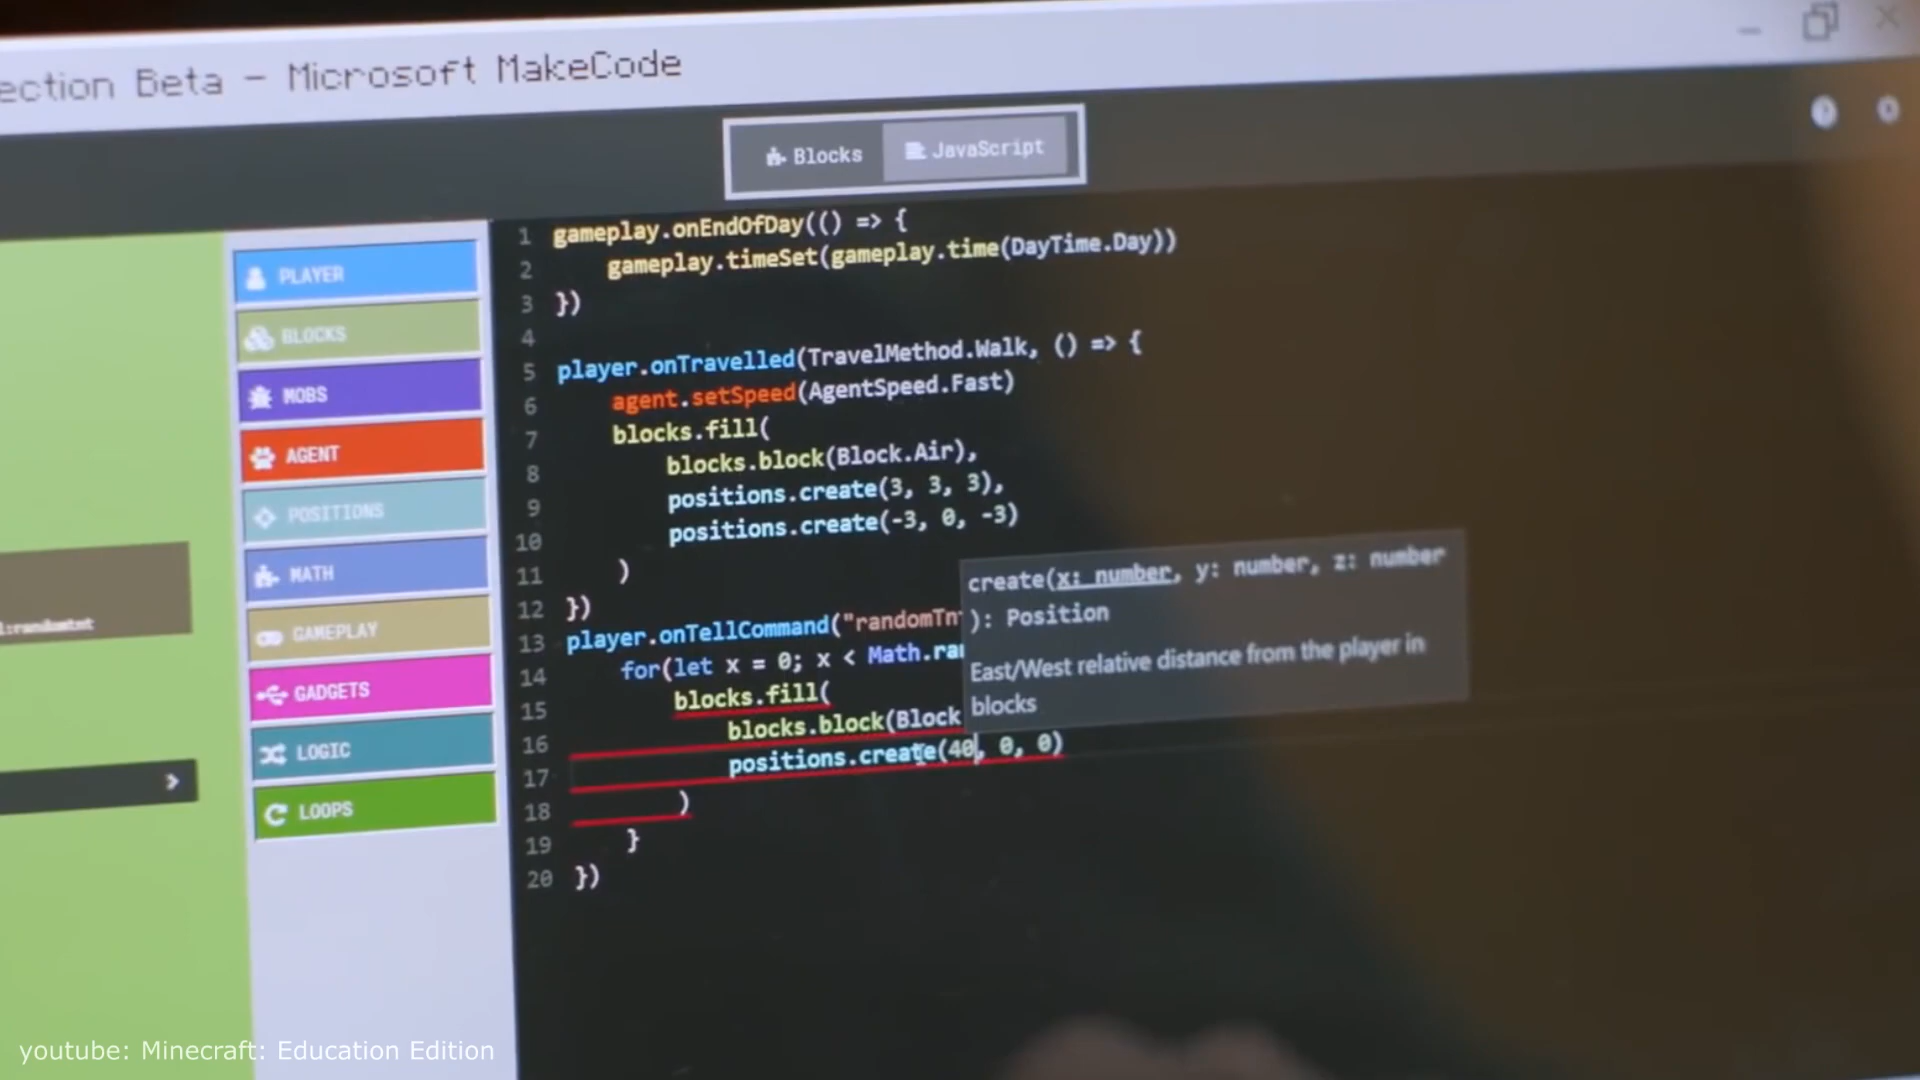 ection Beta - Microsoft MakeCode
Blocks
JavaScript
PLAYER
BLOCKS
MOBS
AGENT
POSITIONS
MATH
GAMEPLAY
GADGETS
LOGIC
LOOPS
1 gameplay.onEndOfDay(() => {
2 gameplay.timeSet(gameplay.time(DayTime.Day))
3 })
4
5 player.onTravelled(TravelMethod.Walk, () => {
6 agent.setSpeed(AgentSpeed.Fast)
7 blocks.fill(
8 blocks.block(Block.Air),
9 positions.create(3, 3, 3),
10 positions.create(-3, 0, -3)
11 )
12 })
13 player.onTellCommand("randomTn
14 for(let x = 0; x < Math.ra
15 blocks.fill(
16 blocks.block(Block
17 positions.create(40, 0, 0)
18 )
19 }
20 })
create(x: number, y: number, z: number
): Position
East/West relative distance from the player in
blocks
youtube: Minecraft: Education Edition